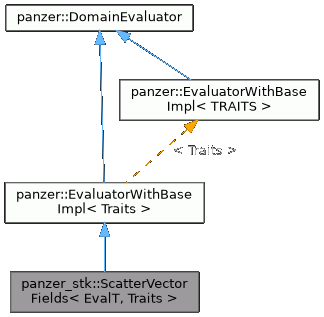 panzer::DomainEvaluator
panzer::EvaluatorWithBase
Impl< TRAITS >
< Traits >
panzer::EvaluatorWithBase
Impl< Traits >
panzer_stk::ScatterVector
Fields< EvalT, Traits >